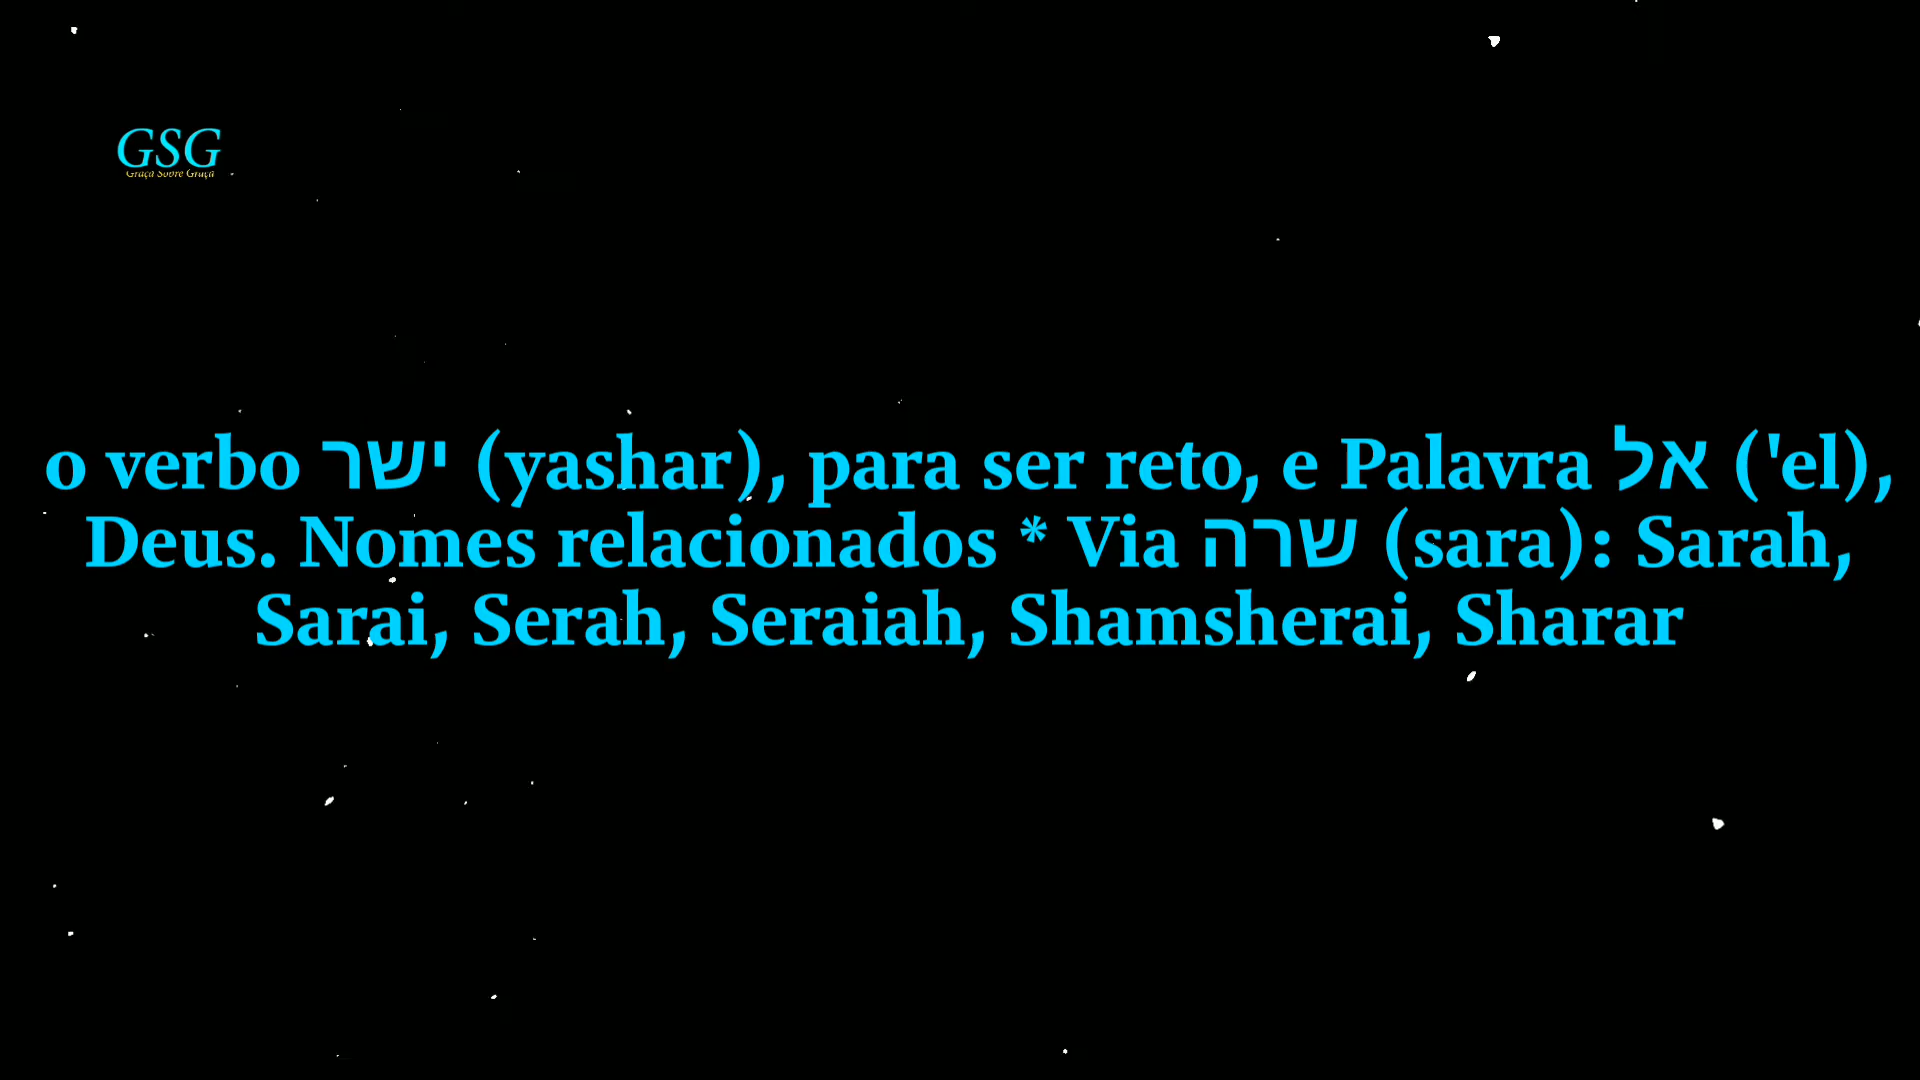 GSG
Graça Sobre Graça
o verbo ישר (yashar), para ser reto, e Palavra אל ('el),
Deus. Nomes relacionados * Via שרה (sara): Sarah,
Sarai, Serah, Seraiah, Shamsherai, Sharar